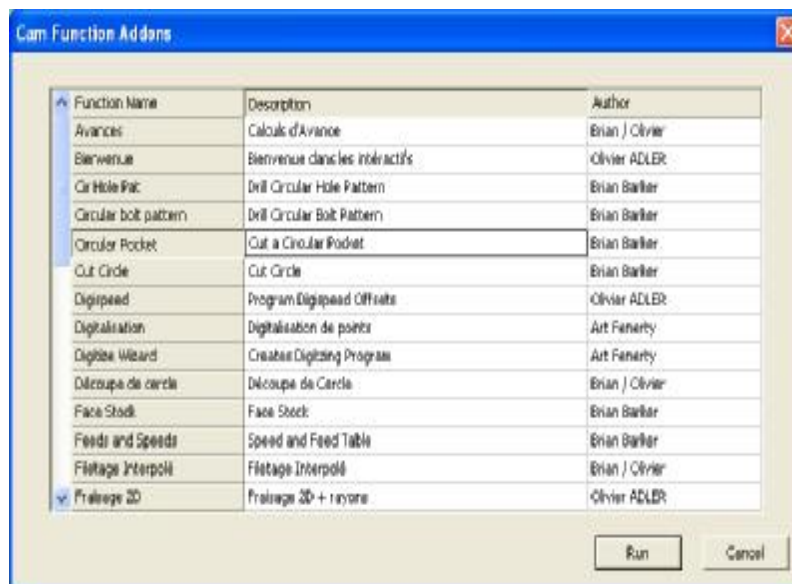 Cam Function Addons
Function Name Description Author
Avances Calculs d'Avance Brian / Olivier
Bienvenue Bienvenue dans les intéractifs Olivier ADLER
Cir Hole Pat Drill Circular Hole Pattern Brian Barker
Circular bolt pattern Drill Circular Bolt Pattern Brian Barker
Circular Pocket Cut a Circular Pocket Brian Barker
Cut Circle Cut Circle Brian Barker
Digispeed Program Digispeed Offsets Olivier ADLER
Digitalisation Digitalisation de points Art Fenerty
Digitize Wizard Creates Digitizing Program Art Fenerty
Découpe de cercle Découpe de Cercle Brian / Olivier
Face Stock Face Stock Brian Barker
Feeds and Speeds Speed and Feed Table Brian Barker
Filetage Interpolé Filetage Interpolé Brian / Olivier
Fraisage 2D Fraisage 2D + rayons Olivier ADLER
Run Cancel